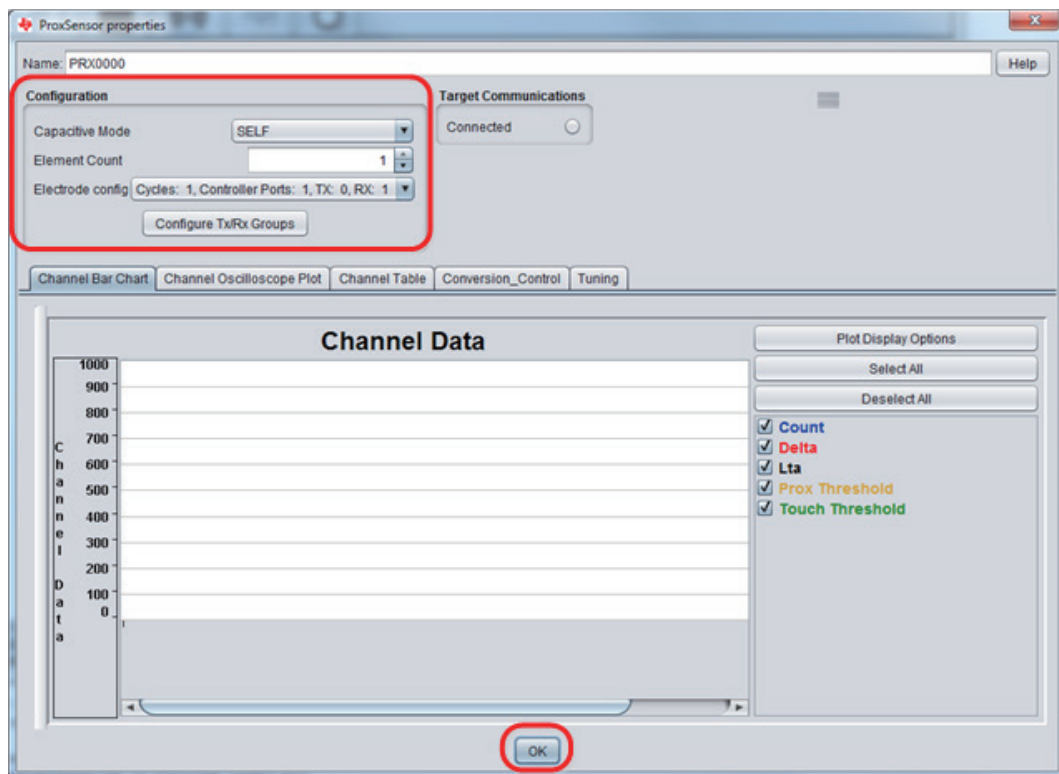 ProxSensor properties
Name: PRX0000
Help
Configuration
Capacitive Mode SELF
Element Count 1
Electrode config Cycles: 1, Controller Ports: 1, TX: 0, RX: 1
Configure Tx/Rx Groups
Target Communications
Connected
Channel Bar Chart Channel Oscilloscope Plot Channel Table Conversion_Control Tuning
Channel Data
1000
900
800
700
600
500
400
300
200
100
0
Channel Data
Plot Display Options
Select All
Deselect All
Count
Delta
Lta
Prox Threshold
Touch Threshold
OK